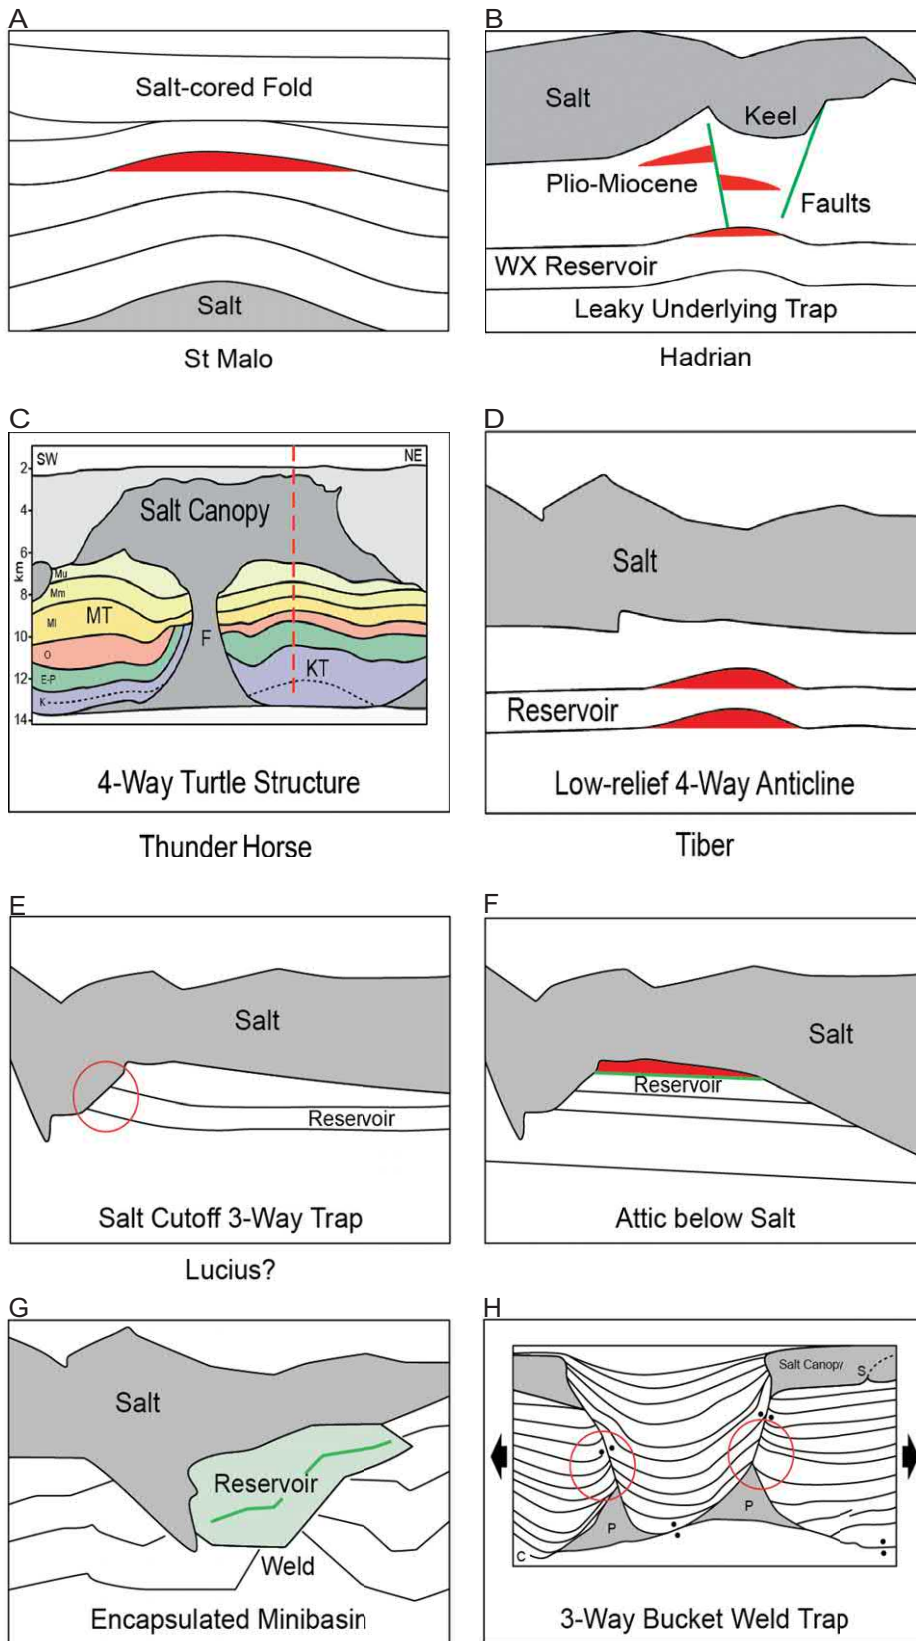 A
Salt-cored Fold
Salt
St Malo
B
Salt
Keel
Plio-Miocene
Faults
WX Reservoir
Leaky Underlying Trap
Hadrian
C
SW
NE
2
4
6
8
10
12
14
km
Salt Canopy
Mu
Mm
Ml
MT
O
E-P
K
F
KT
4-Way Turtle Structure
Thunder Horse
D
Salt
Reservoir
Low-relief 4-Way Anticline
Tiber
E
Salt
Reservoir
Salt Cutoff 3-Way Trap
Lucius?
F
Salt
Reservoir
Attic below Salt
G
Salt
Reservoir
Weld
Encapsulated Minibasin
H
Salt Canopy
S
P
P
C
3-Way Bucket Weld Trap